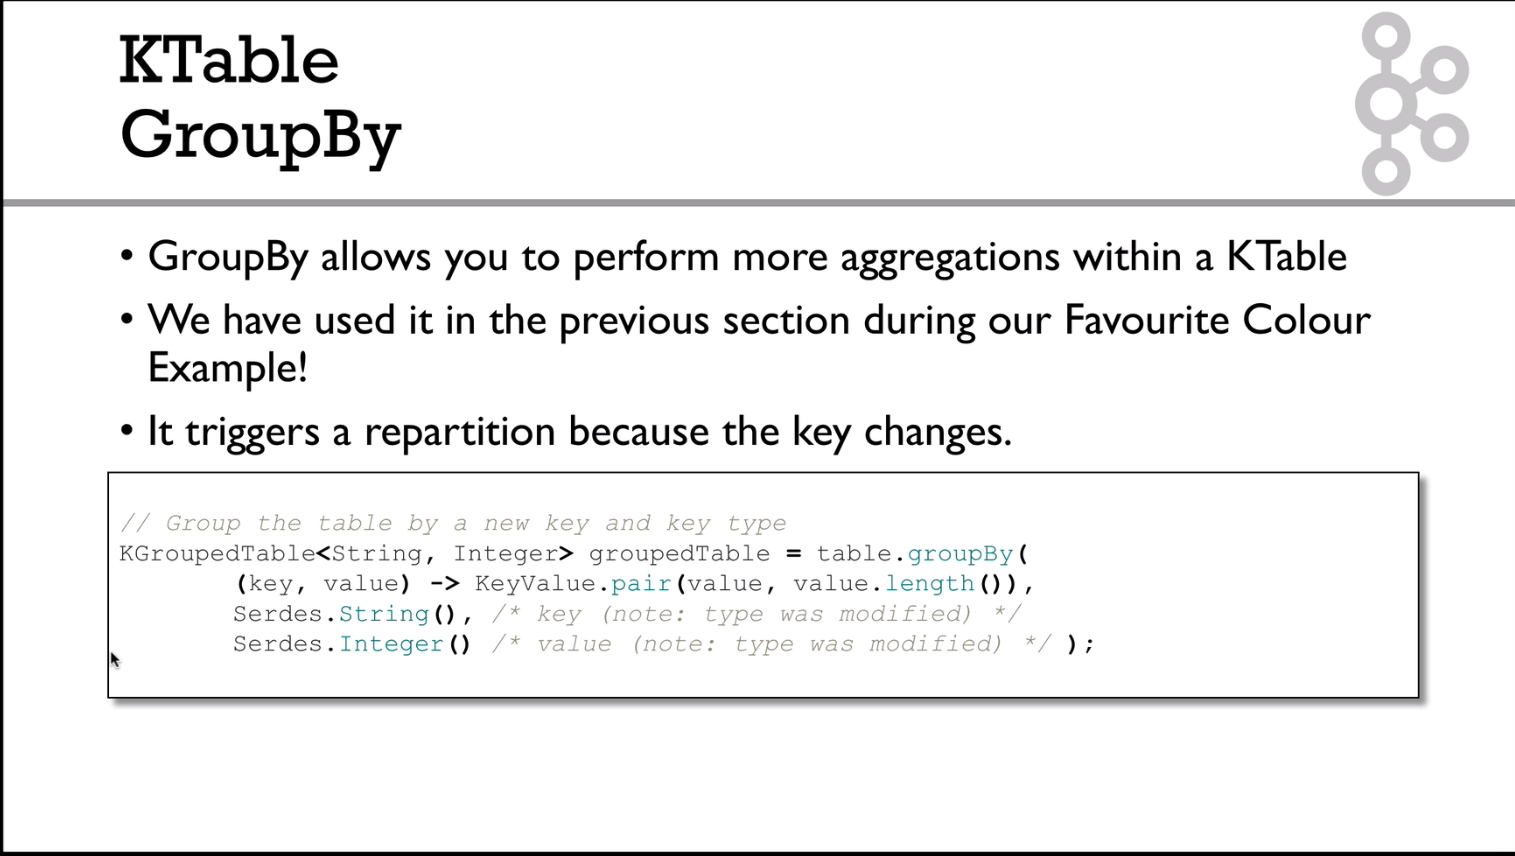 KTable
GroupBy
• GroupBy allows you to perform more aggregations within a KTable
• We have used it in the previous section during our Favourite Colour
Example!
• It triggers a repartition because the key changes.
// Group the table by a new key and key type
KGroupedTable<String, Integer> groupedTable = table.groupBy(
(key, value) -> KeyValue.pair(value, value.length()),
Serdes.String(), /* key (note: type was modified) */
Serdes.Integer() /* value (note: type was modified) */ );